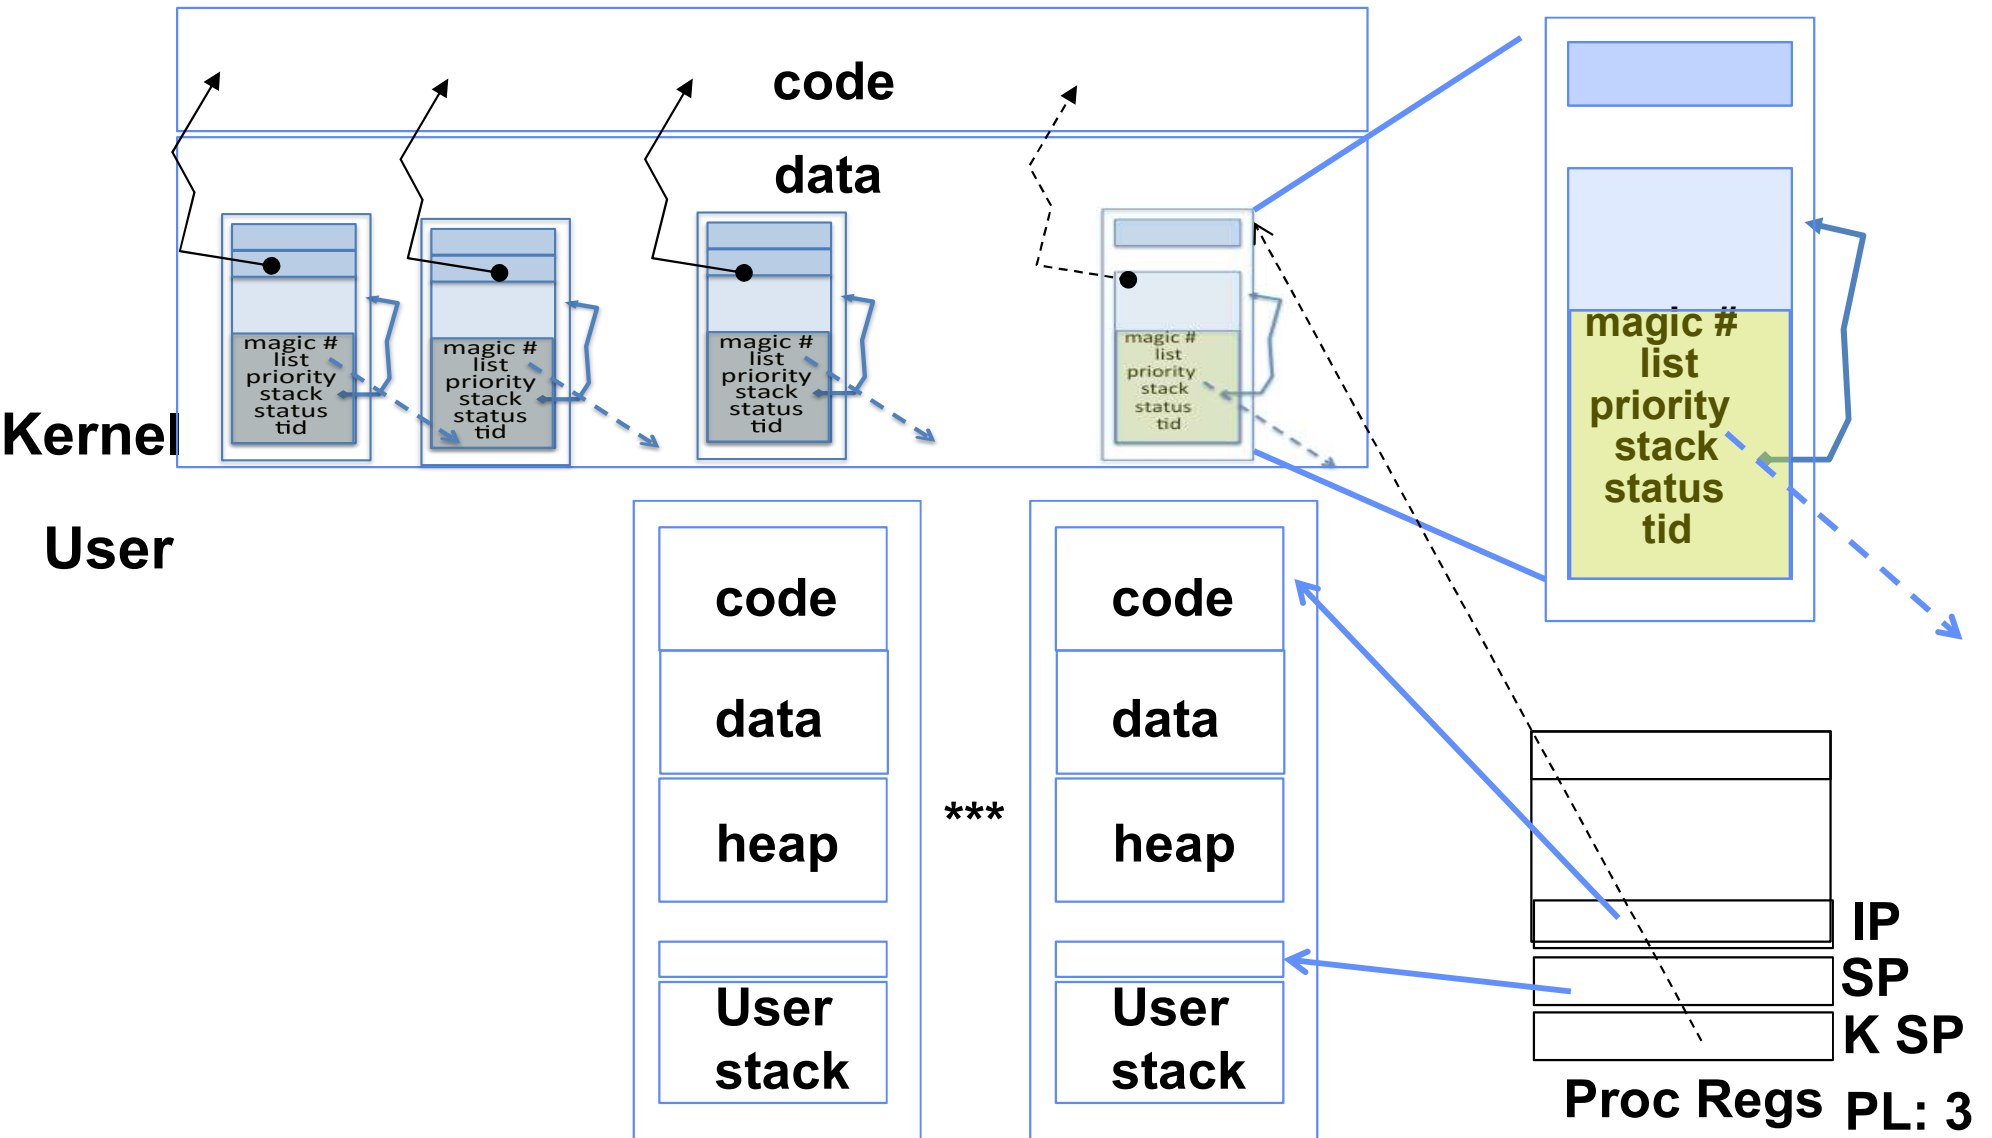 code
data
magic #
list
priority
stack
status
tid
magic #
list
priority
stack
status
tid
magic #
list
priority
stack
status
tid
magic #
list
priority
stack
status
tid
magic #
list
priority
stack
status
tid
Kernel
User
code
data
heap
User
stack
***
code
data
heap
User
stack
IP
SP
K SP
Proc Regs
PL: 3